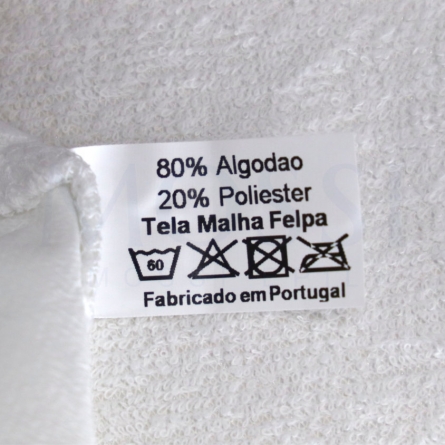 80% Algodao
20% Poliester
Tela Malha Felpa
60
Fabricado em Portugal